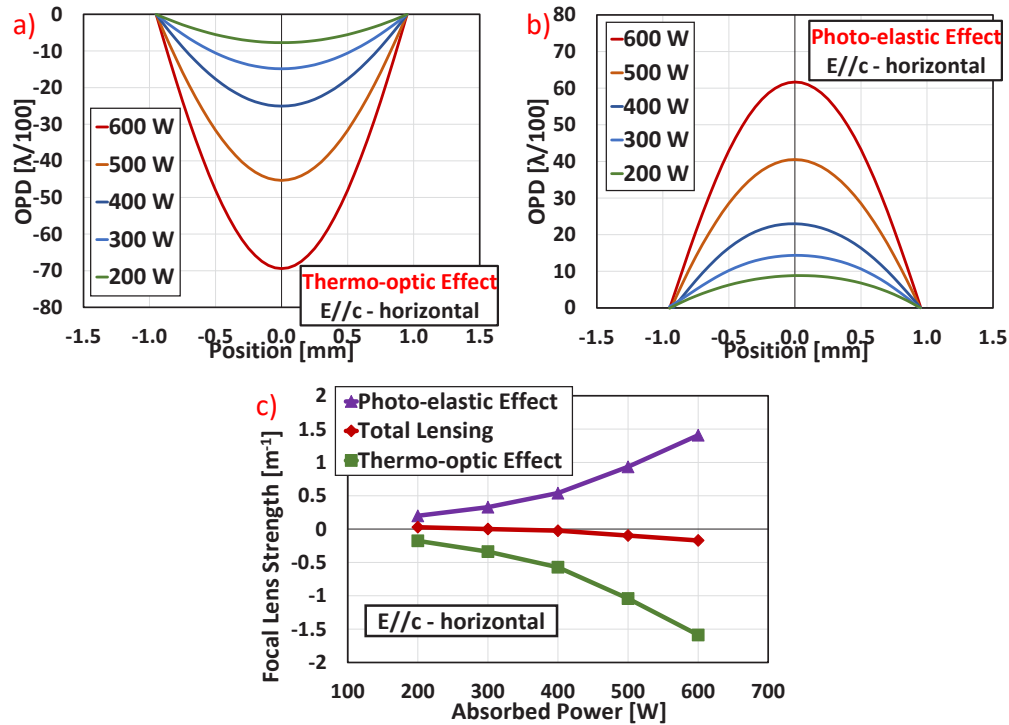 a)
0
-10
-20
-30
-40
-50
-60
-70
-80
OPD [λ/100]
600 W
500 W
400 W
300 W
200 W
Thermo-optic Effect
E//c - horizontal
-1.5 -1.0 -0.5 0.0 0.5 1.0 1.5
Position [mm]
b)
80
70
60
50
40
30
20
10
0
OPD [λ/100]
600 W
500 W
400 W
300 W
200 W
Photo-elastic Effect
E//c - horizontal
-1.5 -1.0 -0.5 0.0 0.5 1.0 1.5
Position [mm]
c)
2
1.5
1
0.5
0
-0.5
-1
-1.5
-2
Focal Lens Strength [m⁻¹]
Photo-elastic Effect
Total Lensing
Thermo-optic Effect
E//c - horizontal
100 200 300 400 500 600 700
Absorbed Power [W]